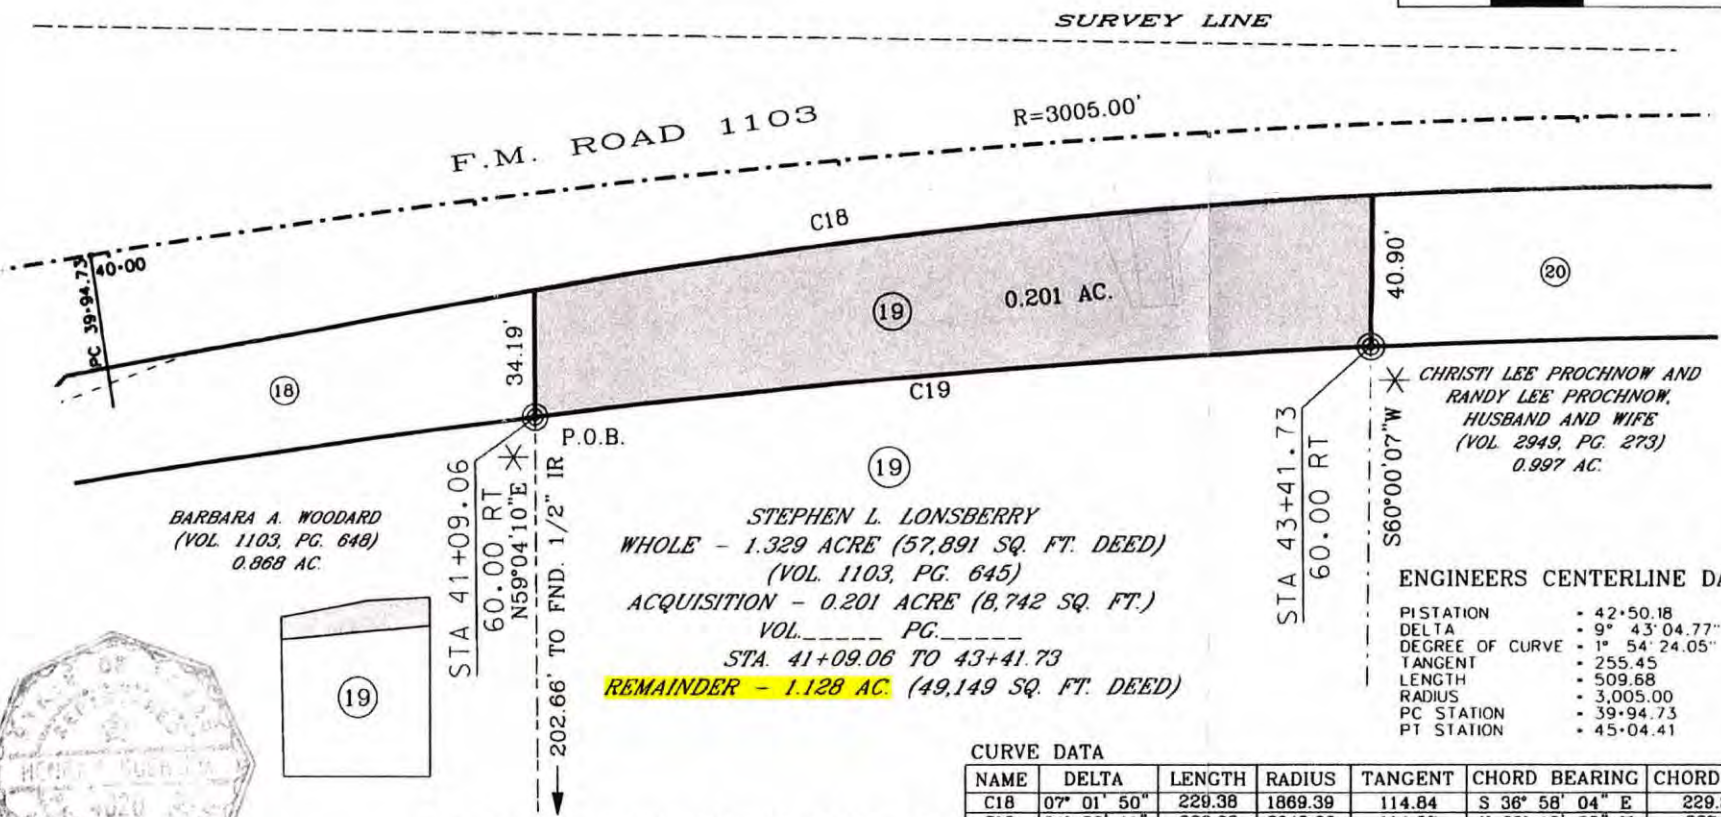 SURVEY LINE
F.M. ROAD 1103
R=3005.00'
C18
PC 39+94.73
40+00
34.19'
19
0.201 AC.
40.90'
20
18
C19
P.O.B.
STA 41+09.06
60.00 RT
N59°04'10"E
202.66' TO FND. 1/2" IR
STA 43+41.73
60.00 RT
S60°00'07"W
CHRISTI LEE PROCHNOW AND
RANDY LEE PROCHNOW,
HUSBAND AND WIFE
(VOL. 2949, PG. 273)
0.997 AC.
BARBARA A. WOODARD
(VOL. 1103, PG. 648)
0.868 AC.
19
19
STEPHEN L. LONSBERRY
WHOLE - 1.329 ACRE (57,891 SQ. FT. DEED)
(VOL. 1103, PG. 645)
ACQUISITION - 0.201 ACRE (8,742 SQ. FT.)
VOL.______ PG.______
STA. 41+09.06 TO 43+41.73
REMAINDER - 1.128 AC. (49,149 SQ. FT. DEED)
ENGINEERS CENTERLINE DA
PI STATION = 42+50.18
DELTA = 9° 43' 04.77"
DEGREE OF CURVE = 1° 54' 24.05"
TANGENT = 255.45
LENGTH = 509.68
RADIUS = 3,005.00
PC STATION = 39+94.73
PT STATION = 45+04.41
CURVE DATA
NAME DELTA LENGTH RADIUS TANGENT CHORD BEARING CHORD
C18 07° 01' 50" 229.38 1869.39 114.84 S 36° 58' 04" E 229.
4020